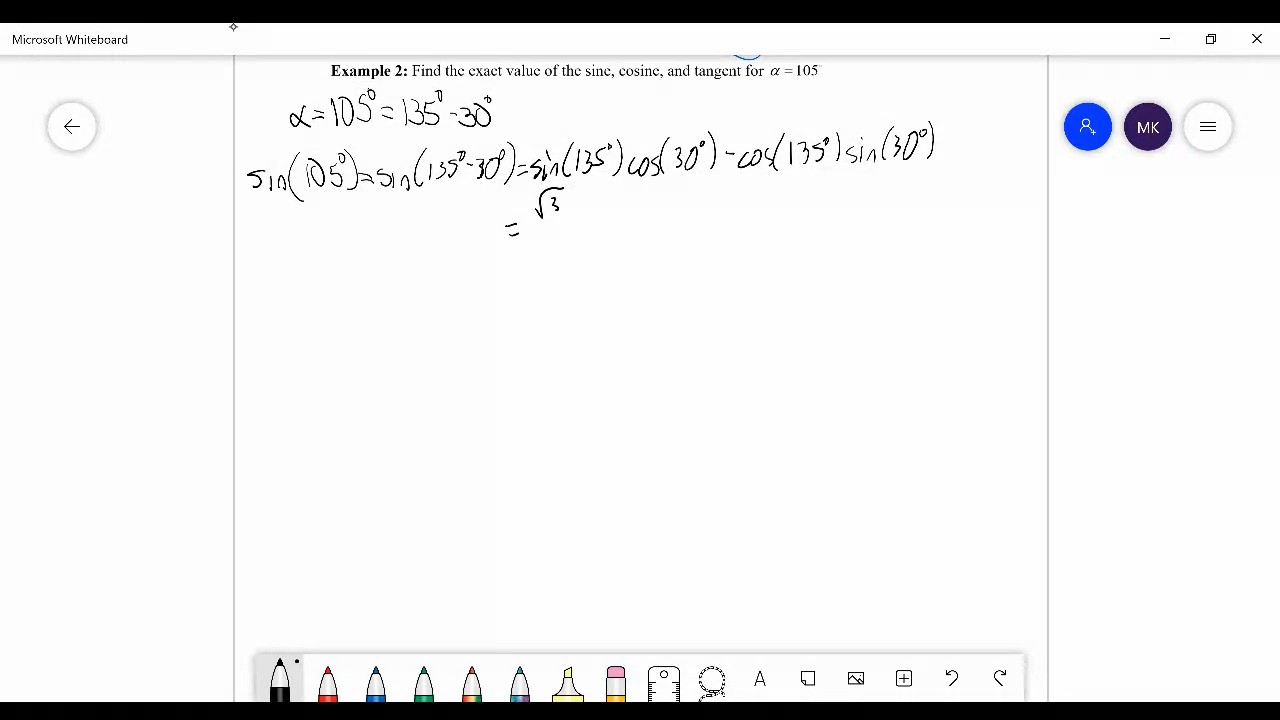 Microsoft Whiteboard
Example 2: Find the exact value of the sine, cosine, and tangent for α = 105°
α = 105° = 135° - 30°
sin(105°) = sin(135° - 30°) = sin(135°) cos(30°) - cos(135°) sin(30°)
= √3
MK
A